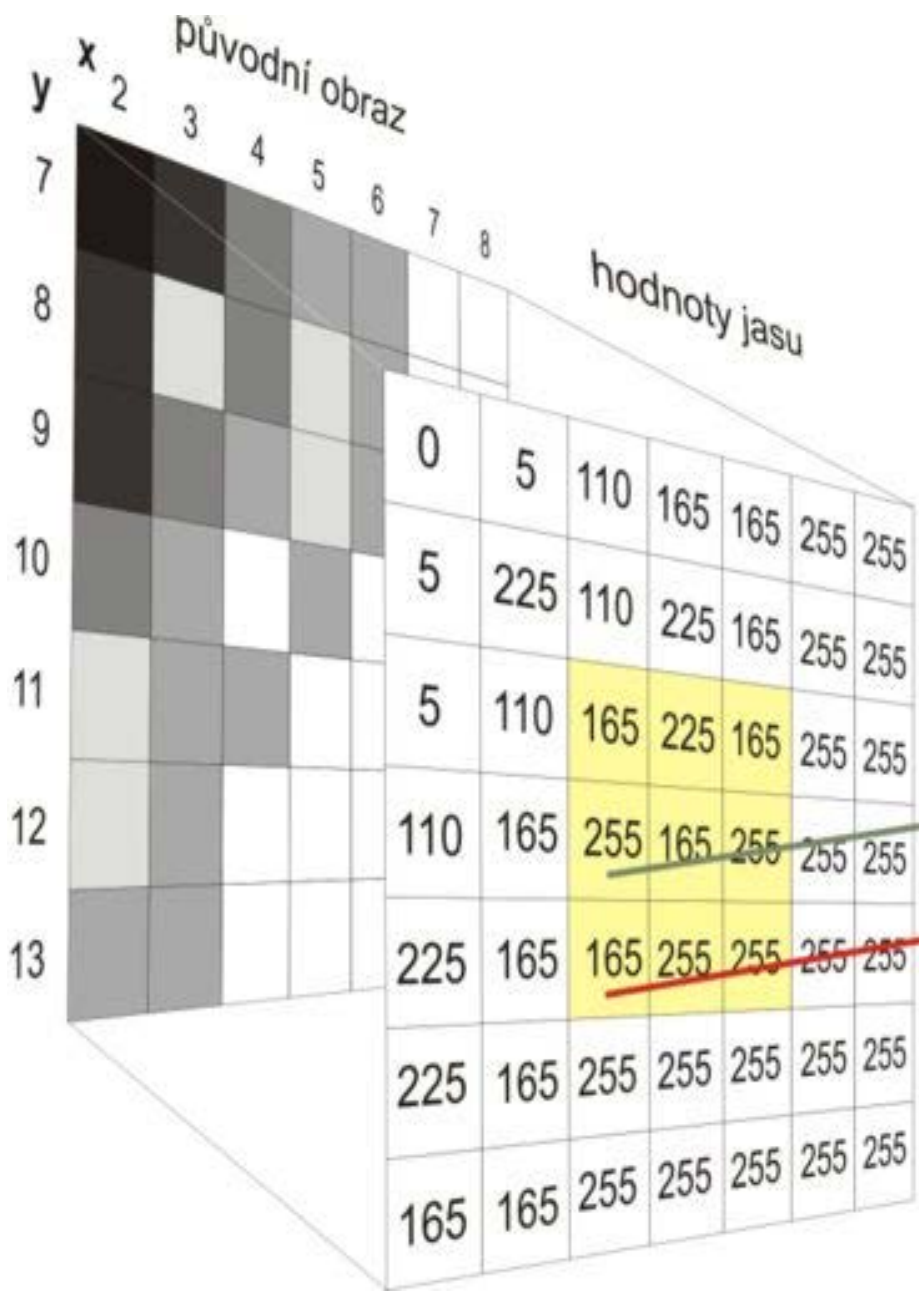 původní obraz
x
y
2 3 4 5 6 7 8
7
8
9
10
11
12
13
hodnoty jasu
0 5 110 165 165 255 255
5 225 110 225 165 255 255
5 110 165 225 165 255 255
110 165 255 165 255 255 255
225 165 165 255 255 255 255
225 165 255 255 255 255 255
165 165 255 255 255 255 255